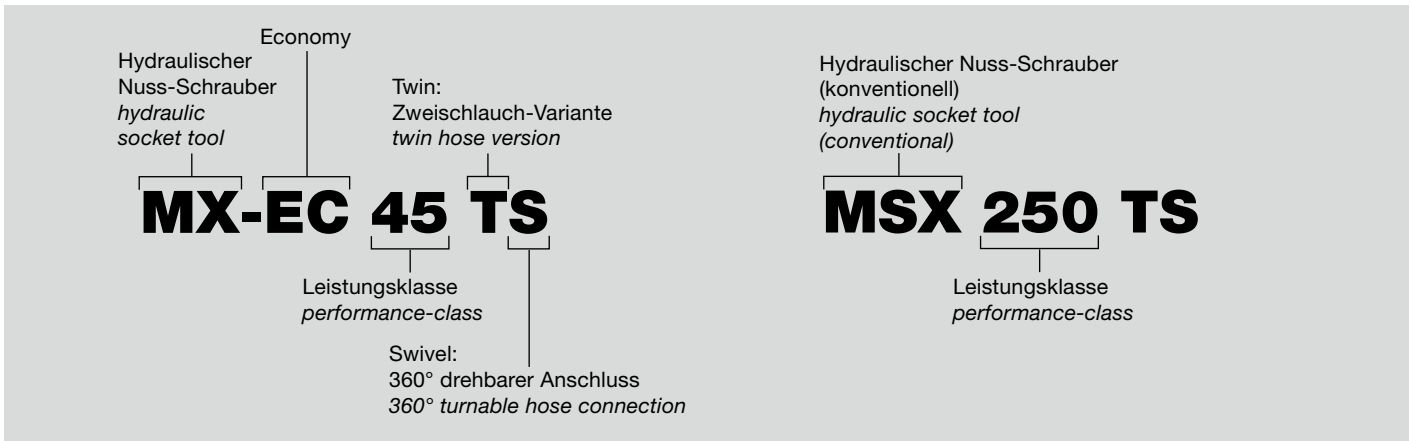 Economy
Hydraulischer
Nuss-Schrauber
hydraulic
socket tool
Twin:
Zweischlauch-Variante
twin hose version
MX-EC 45 TS
Leistungsklasse
performance-class
Swivel:
360° drehbarer Anschluss
360° turnable hose connection
Hydraulischer Nuss-Schrauber
(konventionell)
hydraulic socket tool
(conventional)
MSX 250 TS
Leistungsklasse
performance-class